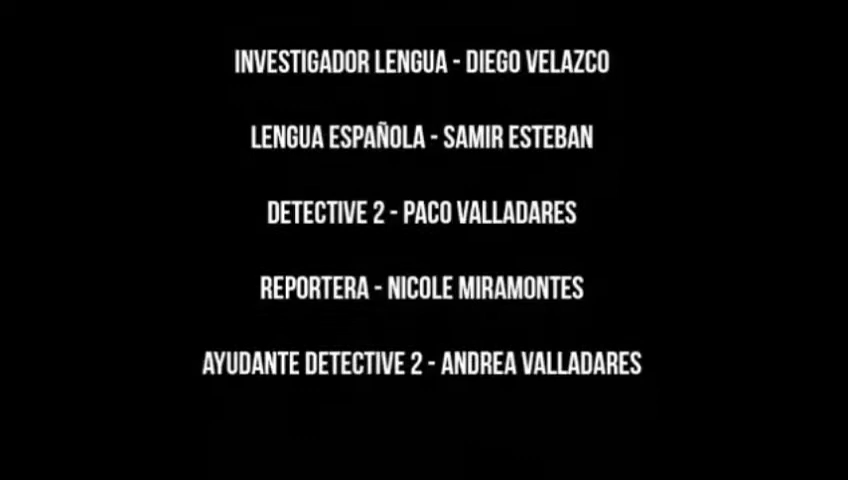 INVESTIGADOR LENGUA - DIEGO VELAZCO
LENGUA ESPAÑOLA - SAMIR ESTEBAN
DETECTIVE 2 - PACO VALLADARES
REPORTERA - NICOLE MIRAMONTES
AYUDANTE DETECTIVE 2 - ANDREA VALLADARES